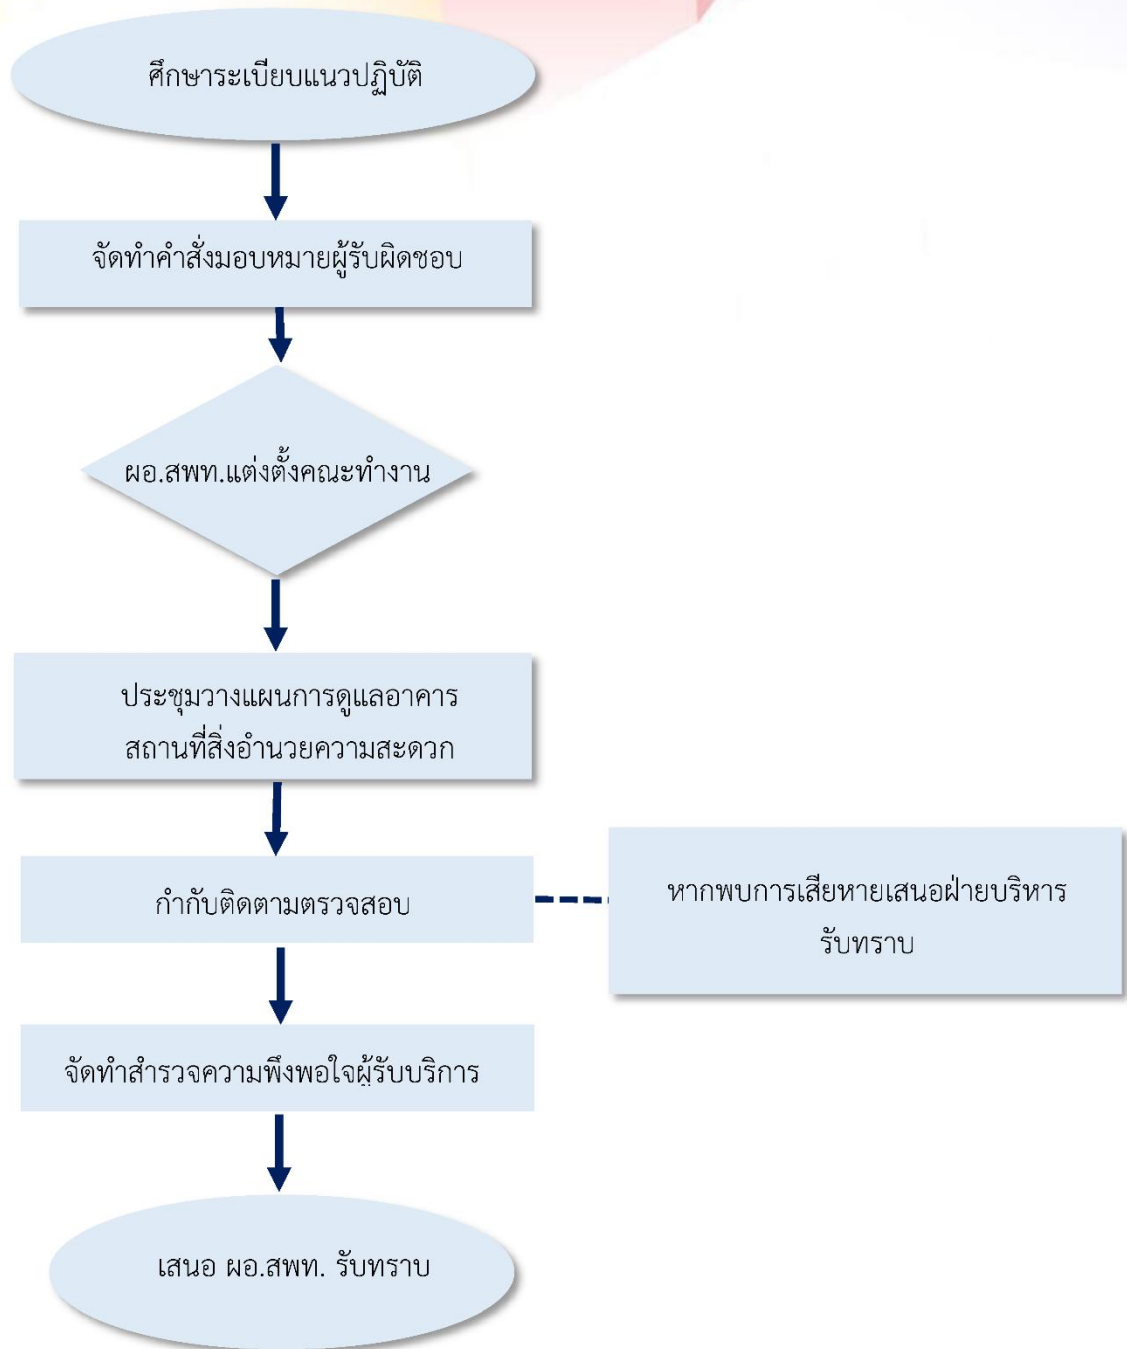 ศึกษาระเบียบแนวปฏิบัติ
จัดทำคำสั่งมอบหมายผู้รับผิดชอบ
ผอ.สพท.แต่งตั้งคณะทำงาน
ประชุมวางแผนการดูแลอาคาร
สถานที่สิ่งอำนวยความสะดวก
กำกับติดตามตรวจสอบ
หากพบการเสียหายเสนอฝ่ายบริหาร
รับทราบ
จัดทำสำรวจความพึงพอใจผู้รับบริการ
เสนอ ผอ.สพท. รับทราบ